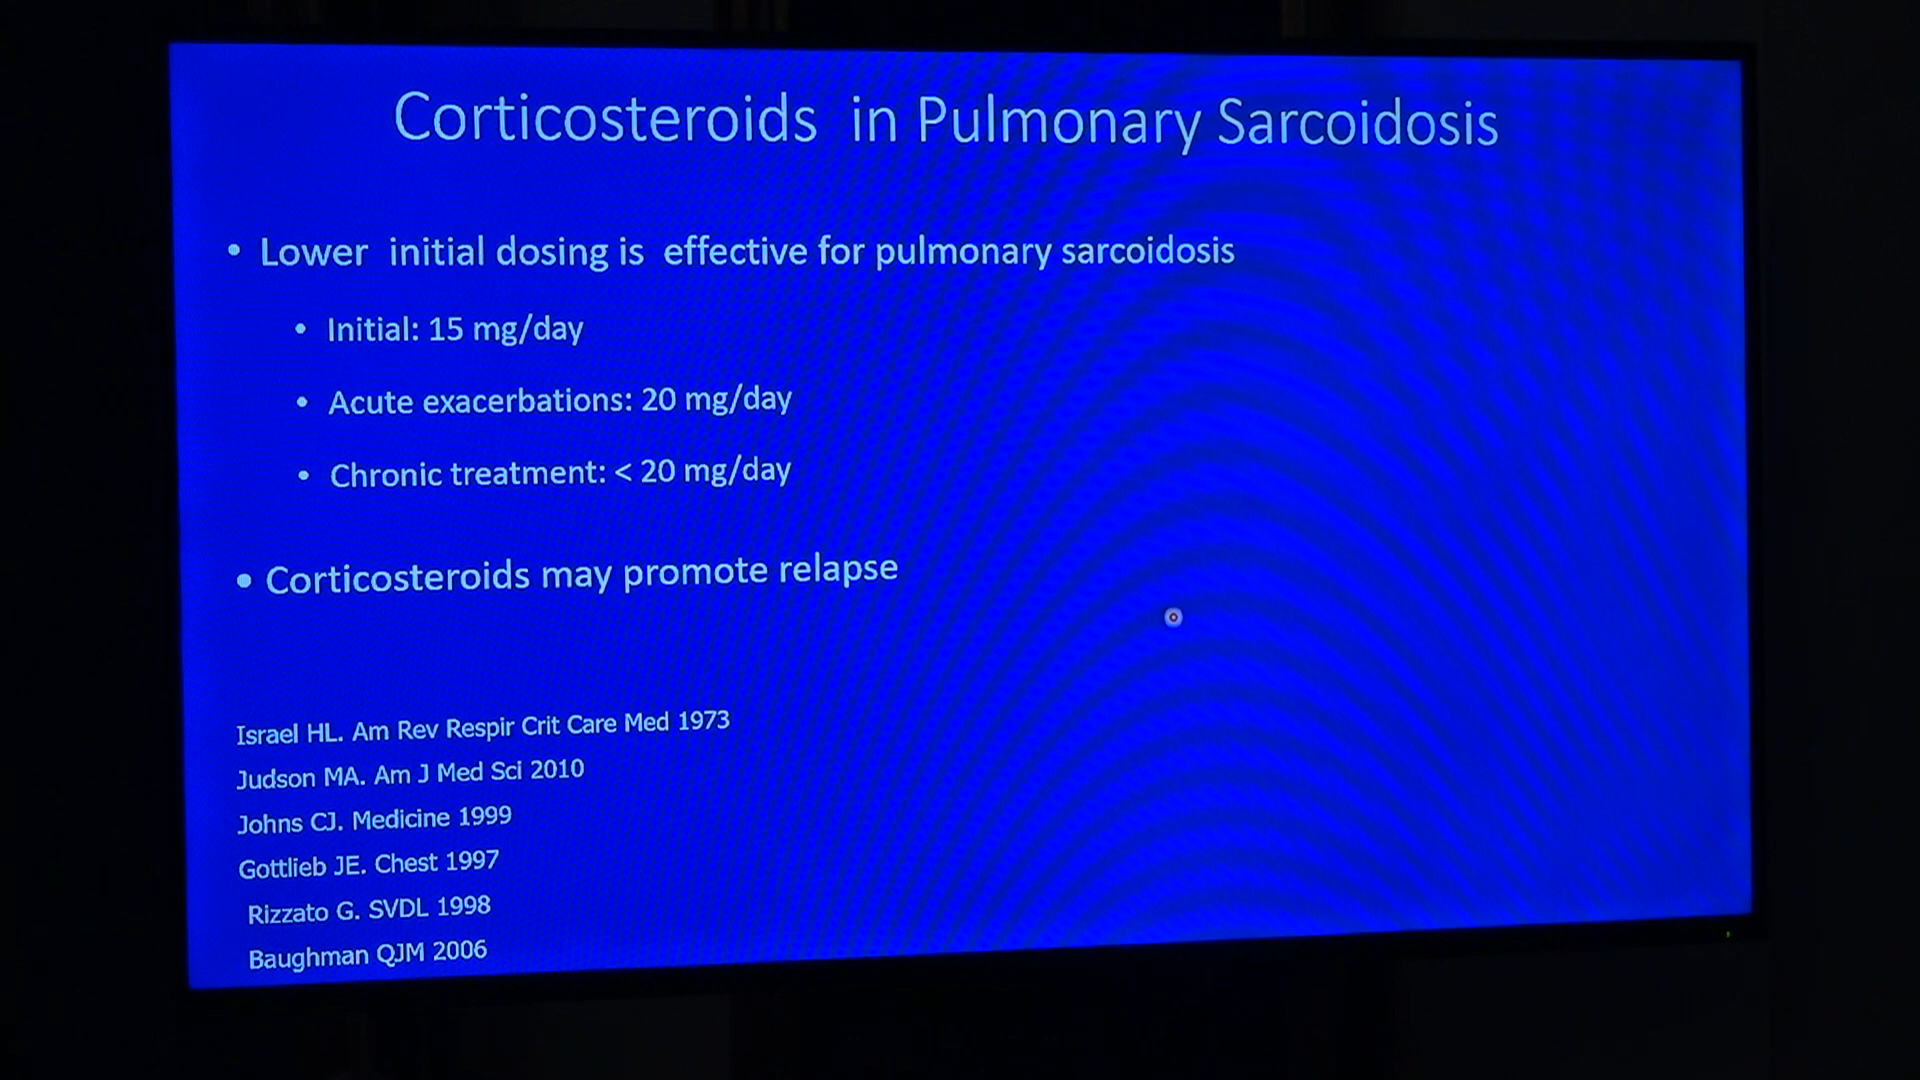 Corticosteroids in Pulmonary Sarcoidosis
• Lower initial dosing is effective for pulmonary sarcoidosis
• Initial: 15 mg/day
• Acute exacerbations: 20 mg/day
• Chronic treatment: < 20 mg/day
• Corticosteroids may promote relapse
Israel HL. Am Rev Respir Crit Care Med 1973
Judson MA. Am J Med Sci 2010
Johns CJ. Medicine 1999
Gottlieb JE. Chest 1997
Rizzato G. SVDL 1998
Baughman QJM 2006